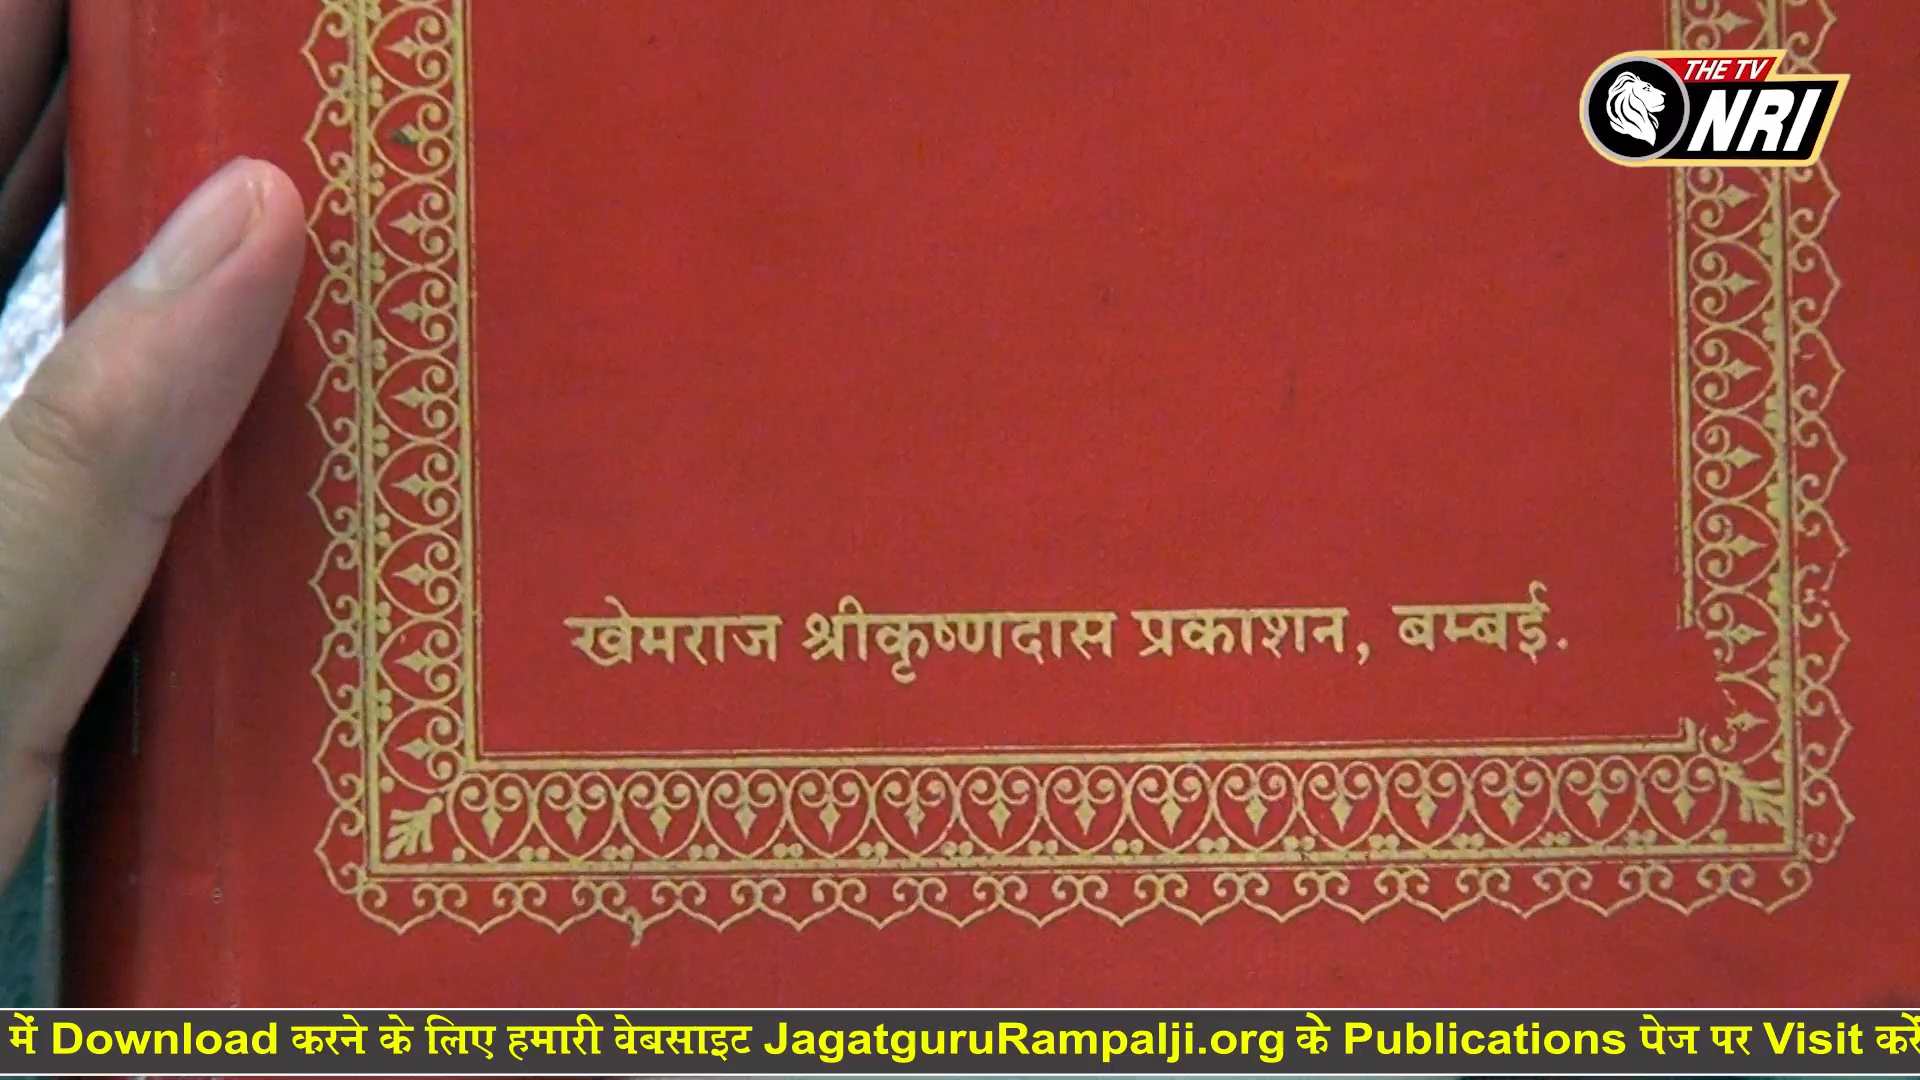 THE TV
NRI
खेमराज श्रीकृष्णदास प्रकाशन, बम्बई.
में Download करने के लिए हमारी वेबसाइट JagatguruRampalji.org के Publications पेज पर Visit करें